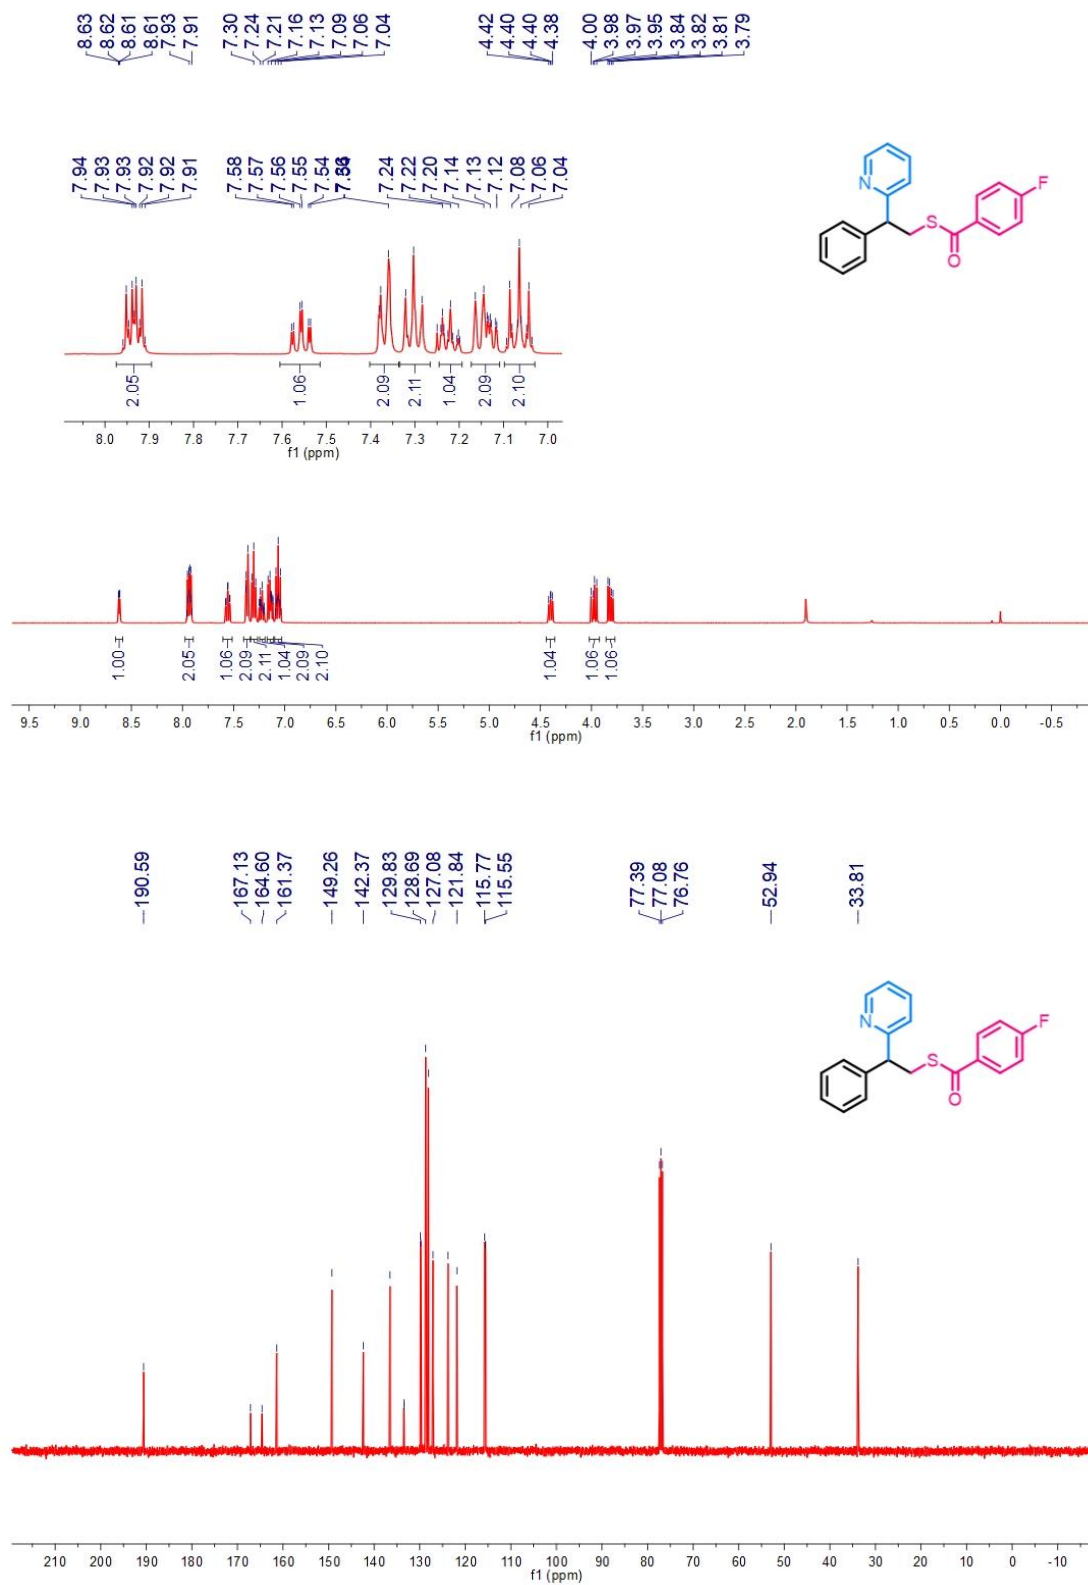 8.63 8.62 8.61 8.61 7.93 7.91 7.30 7.24 7.21 7.16 7.13 7.09 7.06 7.04 4.42 4.40 4.40 4.38 4.00 3.98 3.97 3.95 3.84 3.82 3.81 3.79
7.94 7.93 7.93 7.92 7.92 7.91 7.58 7.57 7.56 7.55 7.54 7.24 7.22 7.20 7.14 7.13 7.12 7.08 7.06 7.04
N F
S
O
2.05 1.06 2.09 2.11 1.04 2.09 2.10
8.0 7.9 7.8 7.7 7.6 7.5 7.4 7.3 7.2 7.1 7.0
f1 (ppm)
1.00 2.05 1.06 2.09 2.11 1.04 2.09 2.10 1.04 1.06 1.06
9.5 9.0 8.5 8.0 7.5 7.0 6.5 6.0 5.5 5.0 4.5 4.0 3.5 3.0 2.5 2.0 1.5 1.0 0.5 0.0 -0.5
f1 (ppm)
190.59 167.13 164.60 161.37 149.26 142.37 129.83 128.69 127.08 121.84 115.77 115.55 77.39 77.08 76.76 52.94 33.81
N F
S
O
210 200 190 180 170 160 150 140 130 120 110 100 90 80 70 60 50 40 30 20 10 0 -10
f1 (ppm)